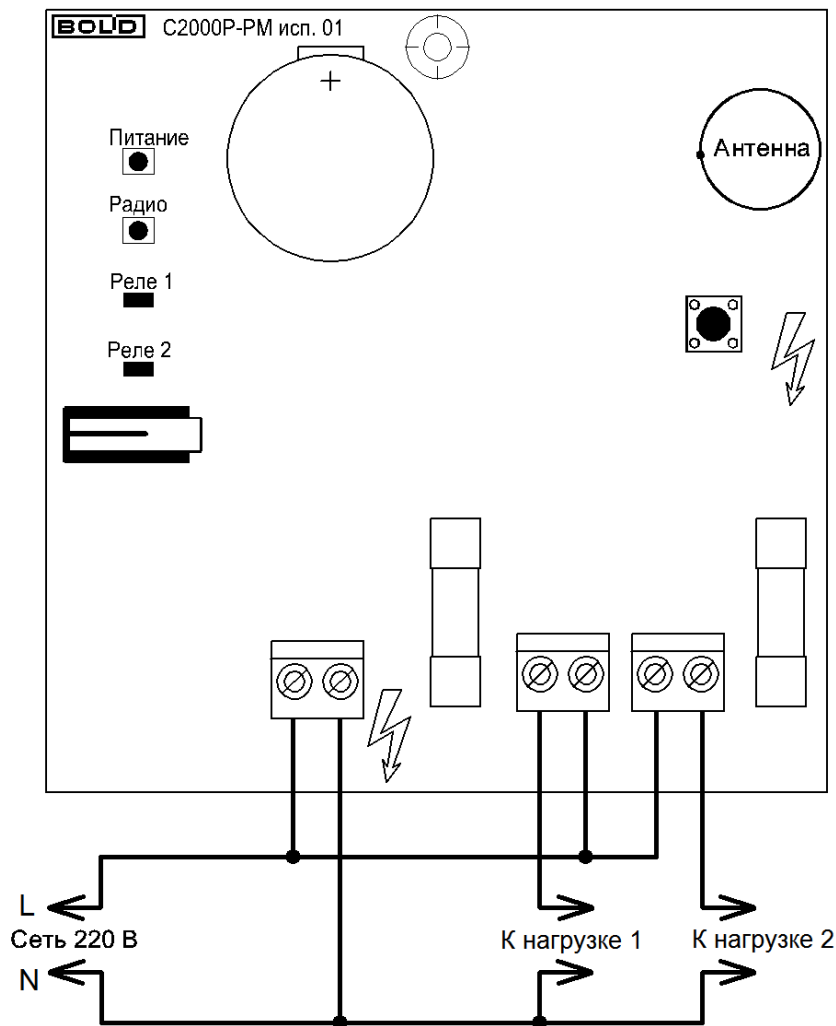 BOLID С2000Р-РМ исп. 01
Питание
Антенна
Радио
Реле 1
Реле 2
L
Сеть 220 В
N
К нагрузке 1
К нагрузке 2